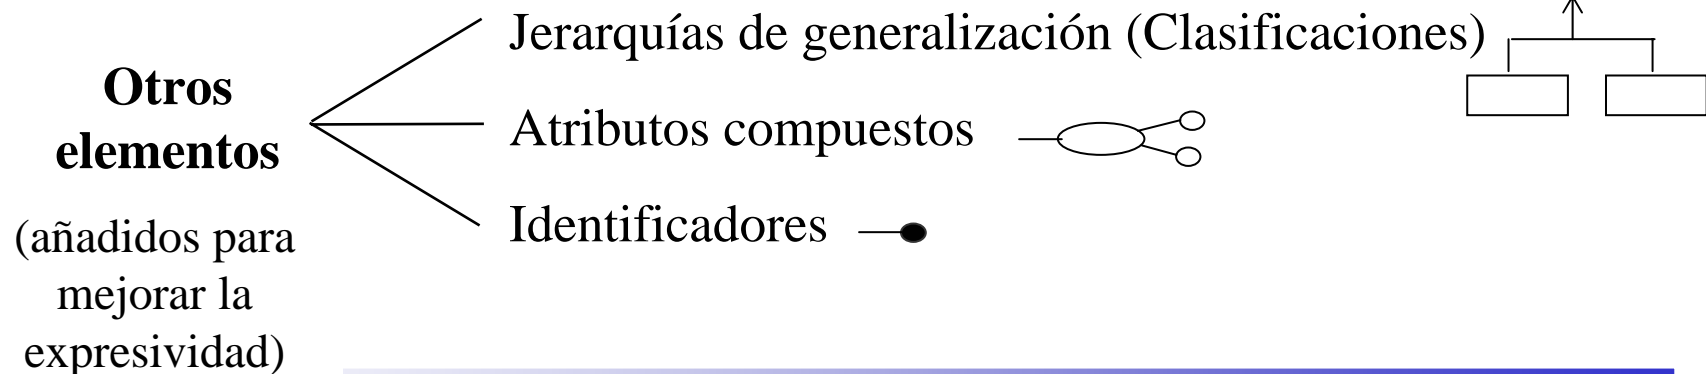 Otros
elementos
(añadidos para
mejorar la
expresividad)
Jerarquías de generalización (Clasificaciones)
Atributos compuestos
Identificadores